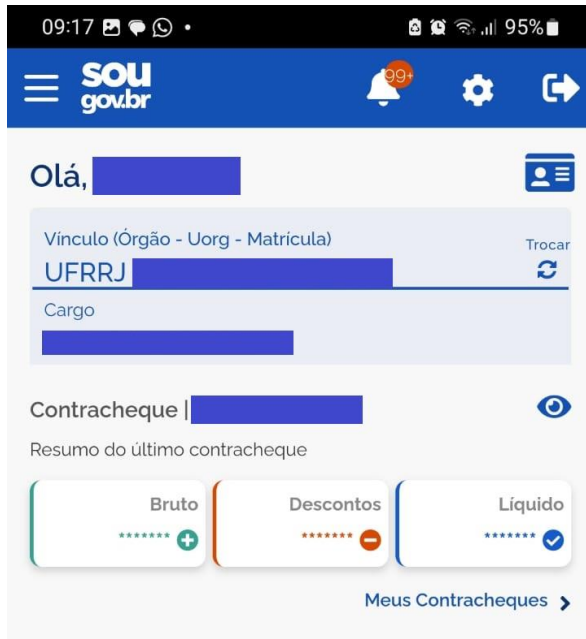 09:17 95%
sou
gov.br
99+
Olá,
Vínculo (Órgão - Uorg - Matrícula)
Trocar
UFRRJ
Cargo
Contracheque |
Resumo do último contracheque
Bruto
*******
Descontos
*******
Líquido
*******
Meus Contracheques